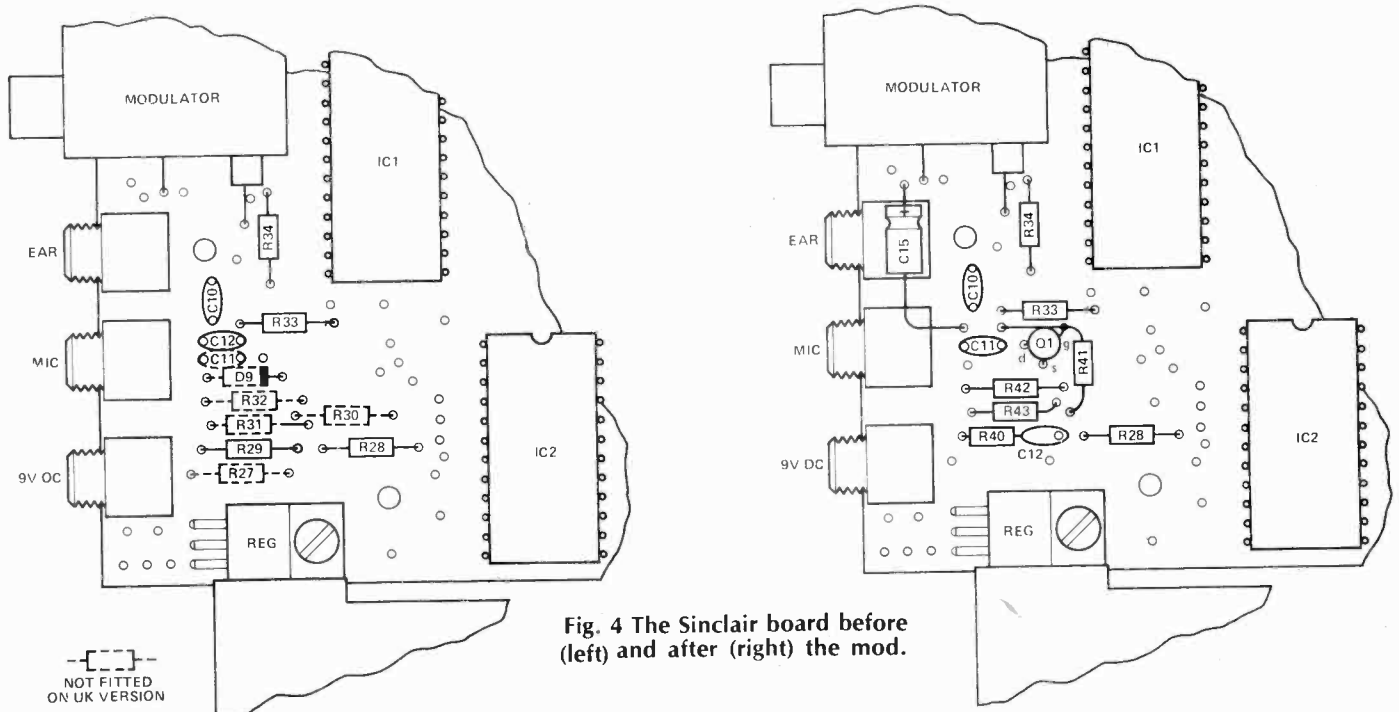 MODULATOR
IC1
EAR
R34
C10
R33
MIC
C12
C11
D9
R32
R31
R30
R29
R28
R27
9V OC
IC2
REG
NOT FITTED
ON UK VERSION
MODULATOR
IC1
EAR
C15
R34
C10
R33
MIC
C11
d
Q1
g
s
R41
R42
R43
R40
C12
R28
9V DC
IC2
REG
Fig. 4 The Sinclair board before
(left) and after (right) the mod.